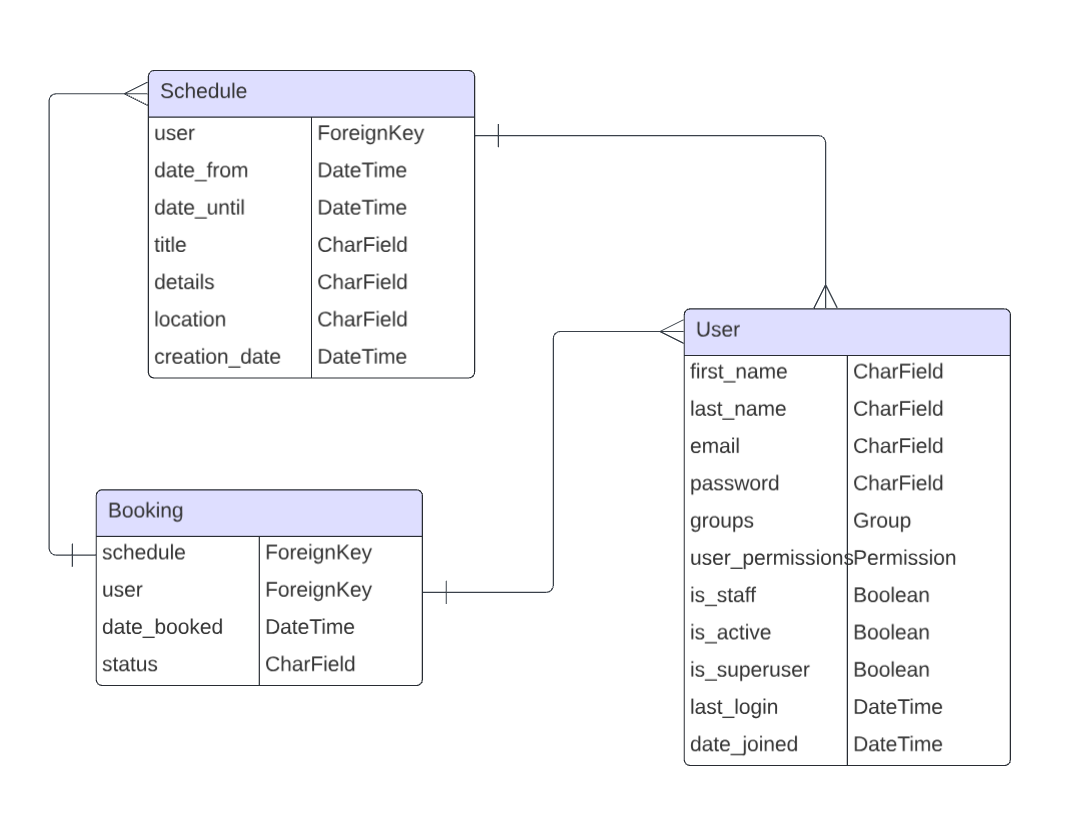 Schedule
user ForeignKey
date_from DateTime
date_until DateTime
title CharField
details CharField
location CharField
creation_date DateTime
User
first_name CharField
last_name CharField
email CharField
password CharField
groups Group
user_permissions Permission
is_staff Boolean
is_active Boolean
is_superuser Boolean
last_login DateTime
date_joined DateTime
Booking
schedule ForeignKey
user ForeignKey
date_booked DateTime
status CharField